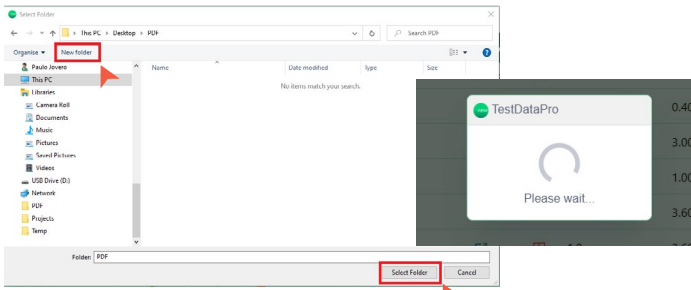 Select Folder
This PC > Desktop > PDF
Search PDF
Organise
New folder
Name
Date modified
Type
Size
No items match your search.
Paulo Jovero
This PC
Libraries
Camera Roll
Documents
Music
Pictures
Saved Pictures
Videos
USB Drive (D:)
Network
PDF
Projects
Temp
Folder: PDF
Select Folder
Cancel
TestDataPro
Please wait...
0.40
3.00
1.00
3.60